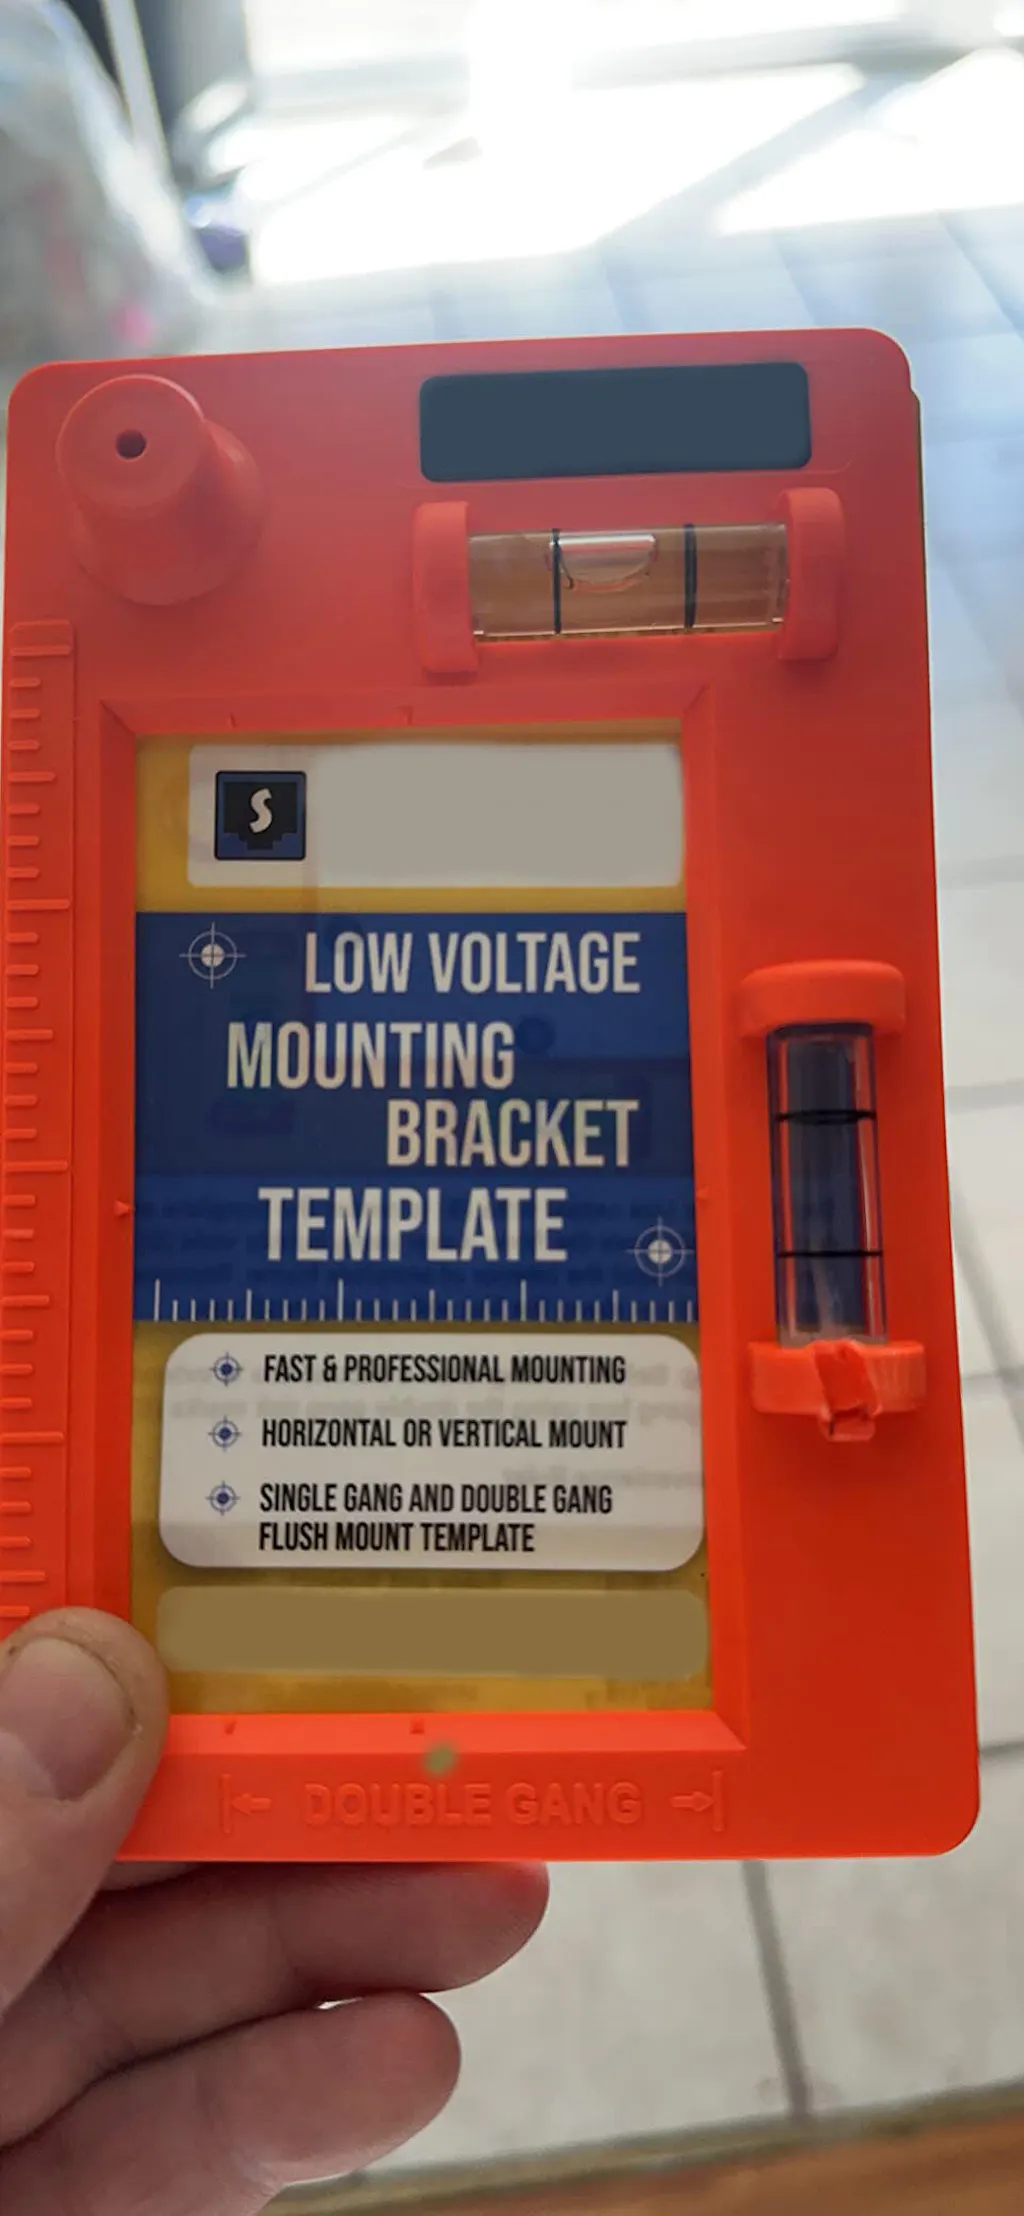 S
LOW VOLTAGE
MOUNTING
BRACKET
TEMPLATE
FAST & PROFESSIONAL MOUNTING
HORIZONTAL OR VERTICAL MOUNT
SINGLE GANG AND DOUBLE GANG
FLUSH MOUNT TEMPLATE
DOUBLE GANG